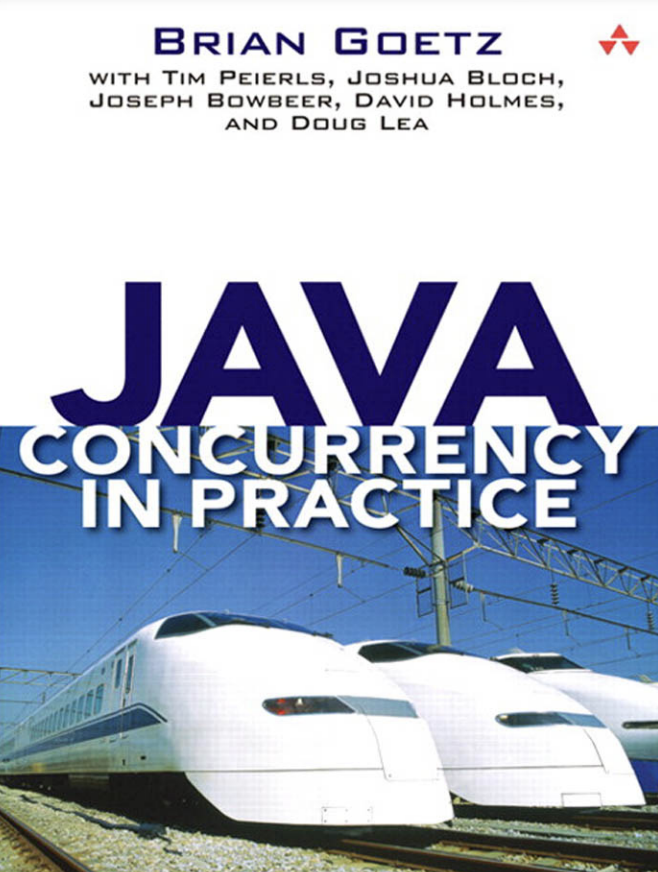 BRIAN GOETZ
WITH TIM PEIERLS, JOSHUA BLOCH,
JOSEPH BOWBEER, DAVID HOLMES,
AND DOUG LEA
JAVA
CONCURRENCY
IN PRACTICE